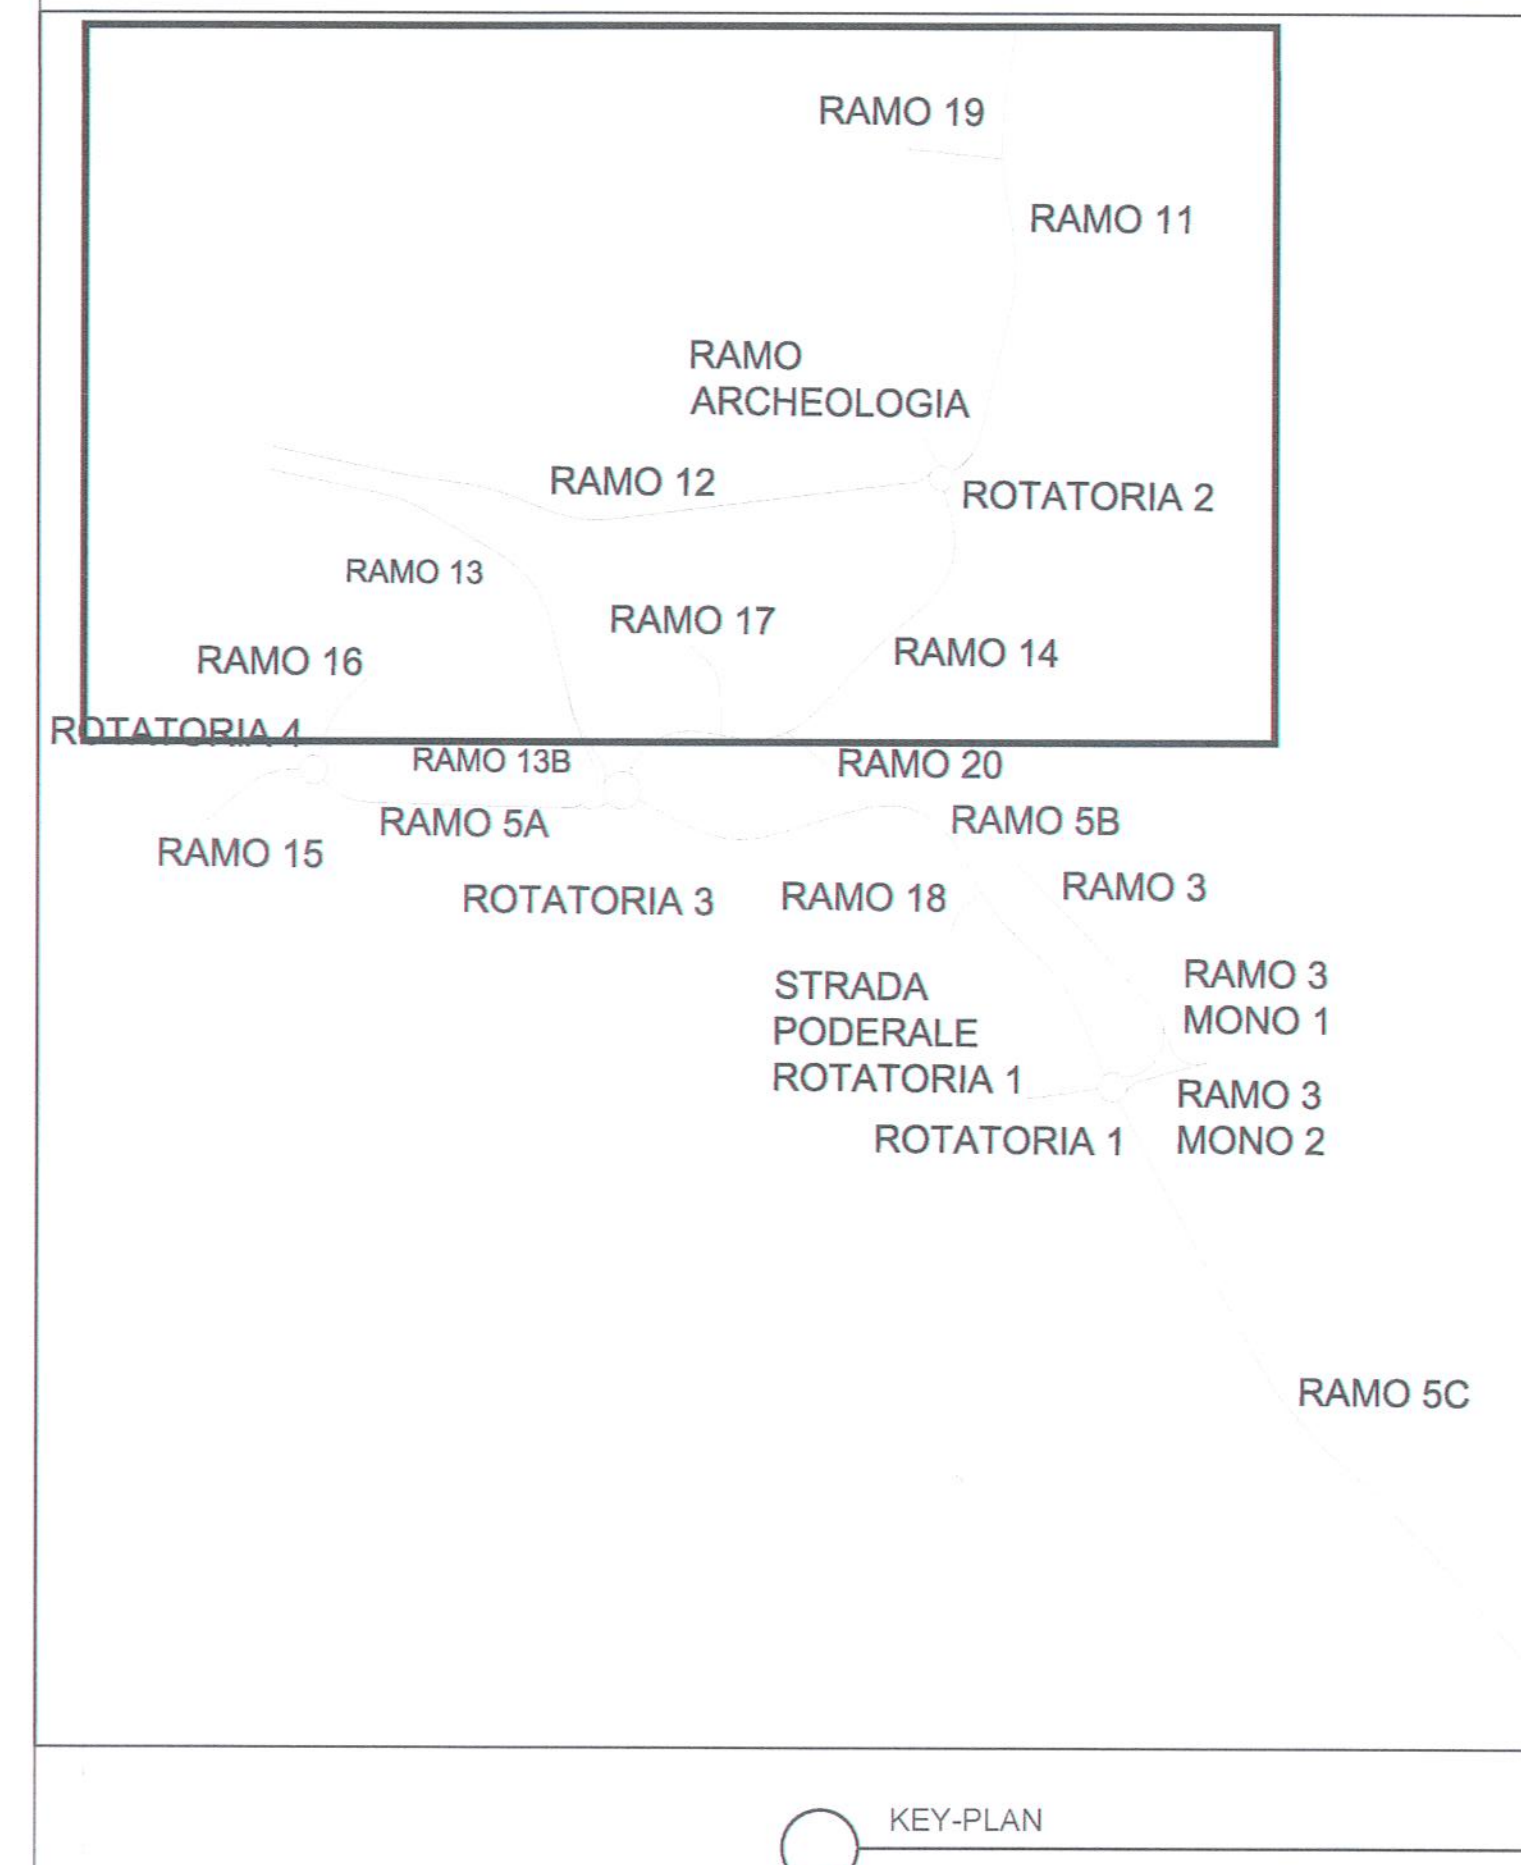 RAMO 19
RAMO 11
RAMO
ARCHEOLOGIA
RAMO 12
ROTATORIA 2
RAMO 13
RAMO 17
RAMO 14
RAMO 16
ROTATORIA 4
RAMO 13B
RAMO 20
RAMO 5A
RAMO 5B
RAMO 15
ROTATORIA 3
RAMO 18
RAMO 3
STRADA
PODERALE
ROTATORIA 1
RAMO 3
MONO 1
RAMO 3
MONO 2
ROTATORIA 1
RAMO 5C
KEY-PLAN